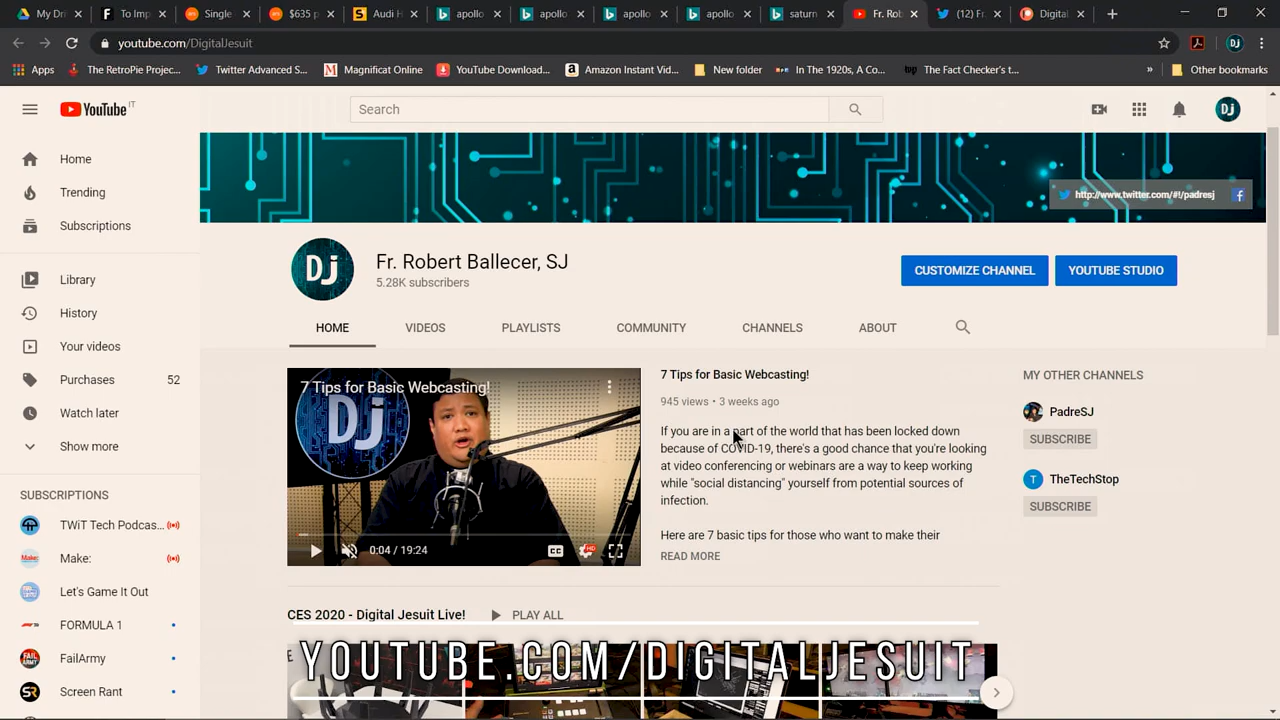 My Dri
To Imp
Single
$635 p
Audi H
apollo
apollo
apollo
apollo
saturn
Fr. Rob
(12) Fr.
Digital
youtube.com/DigitalJesuit
Dj
Apps
The RetroPie Projec...
Twitter Advanced S...
Magnificat Online
YouTube Download...
Amazon Instant Vid...
New folder
In The 1920s, A Co...
The Fact Checker's t...
»
Other bookmarks
YouTube IT
Search
Dj
Home
Trending
Subscriptions
Library
History
Your videos
Purchases 52
Watch later
Show more
SUBSCRIPTIONS
TWiT Tech Podcas...
Make:
Let's Game It Out
FORMULA 1
FailArmy
Screen Rant
http://www.twitter.com/#!/padresj
Dj
Fr. Robert Ballecer, SJ
5.28K subscribers
CUSTOMIZE CHANNEL
YOUTUBE STUDIO
HOME
VIDEOS
PLAYLISTS
COMMUNITY
CHANNELS
ABOUT
7 Tips for Basic Webcasting!
Dj
0:04 / 19:24
CC
HD
7 Tips for Basic Webcasting!
945 views • 3 weeks ago
If you are in a part of the world that has been locked down
because of COVID-19, there's a good chance that you're looking
at video conferencing or webinars are a way to keep working
while "social distancing" yourself from potential sources of
infection.
Here are 7 basic tips for those who want to make their
READ MORE
MY OTHER CHANNELS
PadreSJ
SUBSCRIBE
T
TheTechStop
SUBSCRIBE
CES 2020 - Digital Jesuit Live!
PLAY ALL
YOUTUBE.COM/DIGITALJESUIT